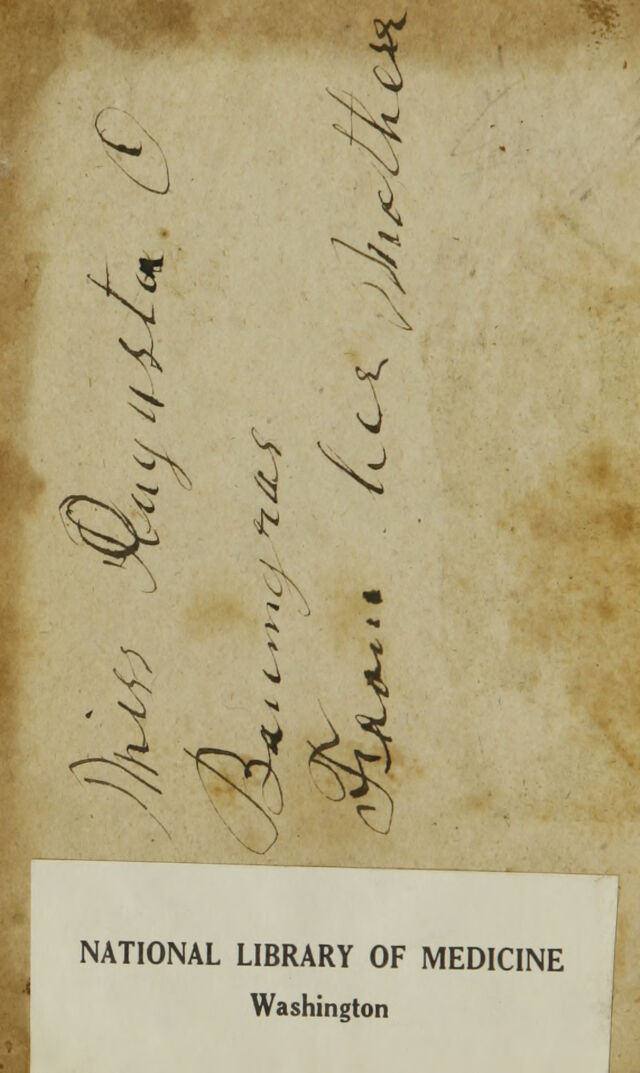 Miss Augusta O
Baumgras
From her Mother
NATIONAL LIBRARY OF MEDICINE
Washington